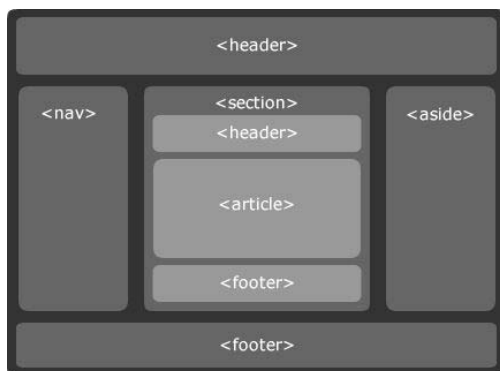 <header>
<nav>
<section>
<header>
<article>
<footer>
<aside>
<footer>